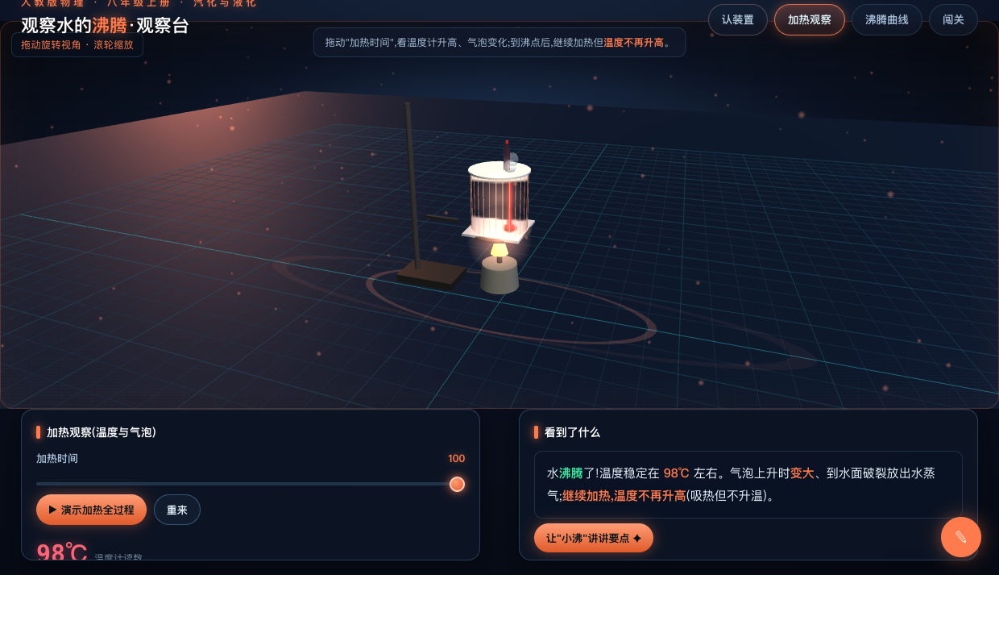 人教版物理 · 八年级上册 · 汽化与液化
观察水的沸腾·观察台
拖动旋转视角 · 滚轮缩放
拖动"加热时间",看温度计升高、气泡变化;到沸点后,继续加热但温度不再升高。
认装置
加热观察
沸腾曲线
闯关
加热观察(温度与气泡)
加热时间
100
▶ 演示加热全过程
重来
98℃ 温度计读数
看到了什么
水沸腾了!温度稳定在 98℃ 左右。气泡上升时变大、到水面破裂放出水蒸
气;继续加热,温度不再升高(吸热但不升温)。
让"小沸"讲讲要点 ✦